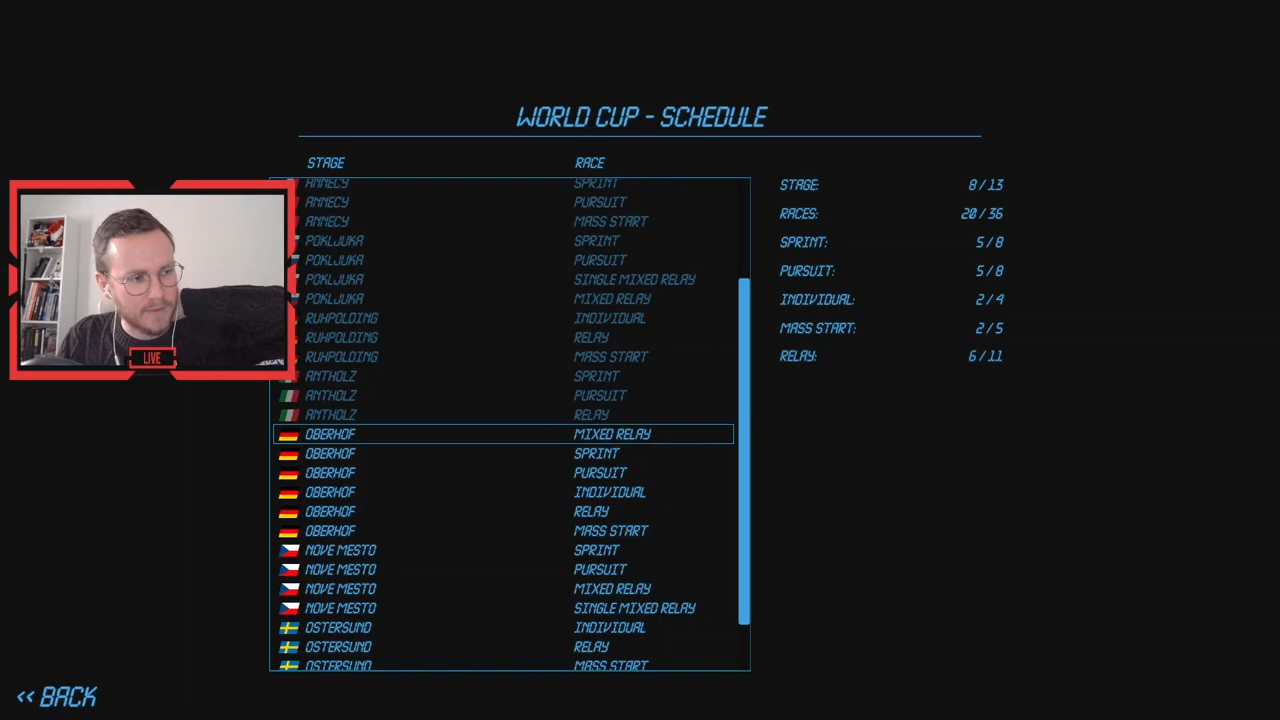 WORLD CUP - SCHEDULE
STAGE RACE
ANNECY SPRINT
ANNECY PURSUIT
ANNECY MASS START
POKLJUKA SPRINT
POKLJUKA PURSUIT
POKLJUKA SINGLE MIXED RELAY
POKLJUKA MIXED RELAY
RUHPOLDING INDIVIDUAL
RUHPOLDING RELAY
RUHPOLDING MASS START
ANTHOLZ SPRINT
ANTHOLZ PURSUIT
ANTHOLZ RELAY
OBERHOF MIXED RELAY
OBERHOF SPRINT
OBERHOF PURSUIT
OBERHOF INDIVIDUAL
OBERHOF RELAY
OBERHOF MASS START
NOVE MESTO SPRINT
NOVE MESTO PURSUIT
NOVE MESTO MIXED RELAY
NOVE MESTO SINGLE MIXED RELAY
OSTERSUND INDIVIDUAL
OSTERSUND RELAY
OSTERSUND MASS START
STAGE: 8/13
RACES: 20/36
SPRINT: 5/8
PURSUIT: 5/8
INDIVIDUAL: 2/4
MASS START: 2/5
RELAY: 6/11
LIVE
<< BACK